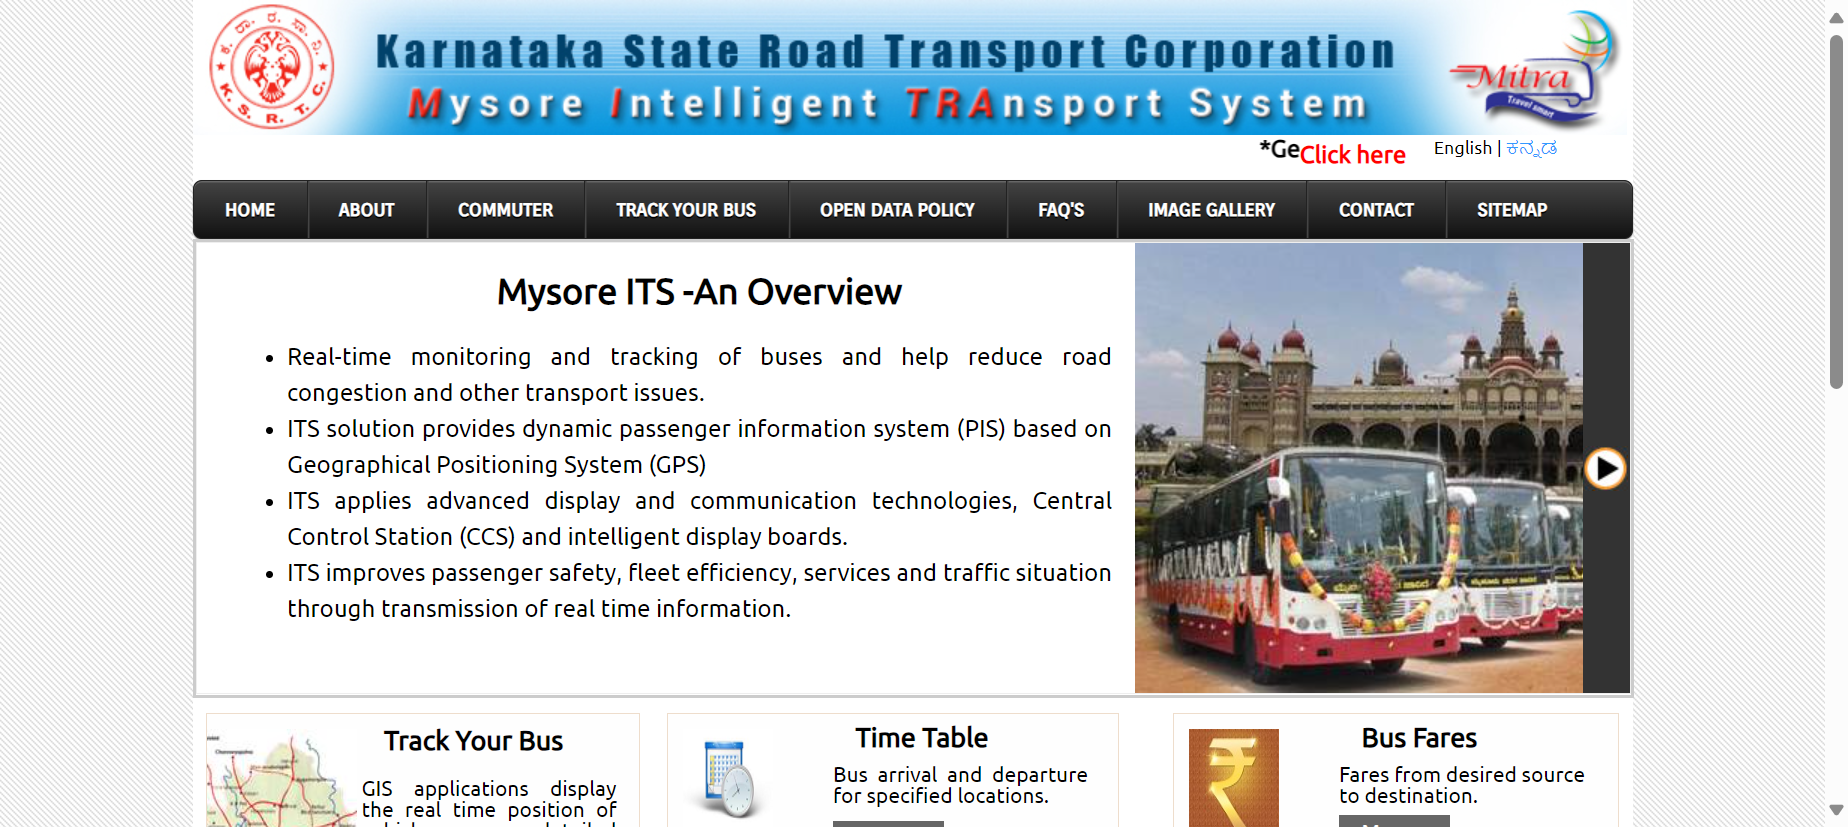 ಕ. ರಾ. ರ. ಸಾ. ನಿ.
K. S. R. T. C.
Karnataka State Road Transport Corporation
Mysore Intelligent TRAnsport System
Mitra
Travel smart
*Ge
Click here
English | ಕನ್ನಡ
HOME ABOUT COMMUTER TRACK YOUR BUS OPEN DATA POLICY FAQ'S IMAGE GALLERY CONTACT SITEMAP
Mysore ITS -An Overview
• Real-time monitoring and tracking of buses and help reduce road
congestion and other transport issues.
• ITS solution provides dynamic passenger information system (PIS) based on
Geographical Positioning System (GPS)
• ITS applies advanced display and communication technologies, Central
Control Station (CCS) and intelligent display boards.
• ITS improves passenger safety, fleet efficiency, services and traffic situation
through transmission of real time information.
Track Your Bus
GIS applications display
the real time position of
Time Table
Bus arrival and departure
for specified locations.
Bus Fares
Fares from desired source
to destination.